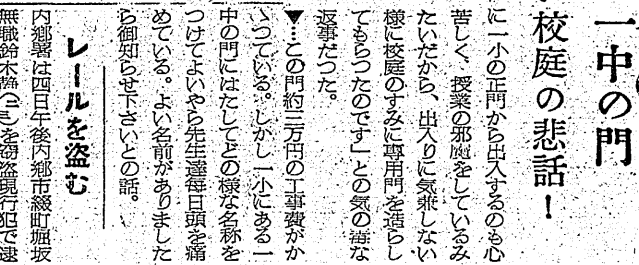 一中の門
校庭の悲話！
に一小の正門から出入するのも心
苦しく、授業の邪魔をしているみ
たいだから、出入りに気兼しない
様に校庭のすみに専用門を造らし
てもらつたのです」との気の毒な
返事だつた。
▼…この門約三万円の工事費がか
ゝつている。しかし一小にある一
中の門にはたしてどの様な名称を
つけてよいやら先生達毎日頭を痛
めている。よい名前がありました
ら御知らせ下さいとの話。
レールを盗む
内郷署は四日午後内郷市綴町堀坂
無職鈴木 を窃盗現行犯で逮